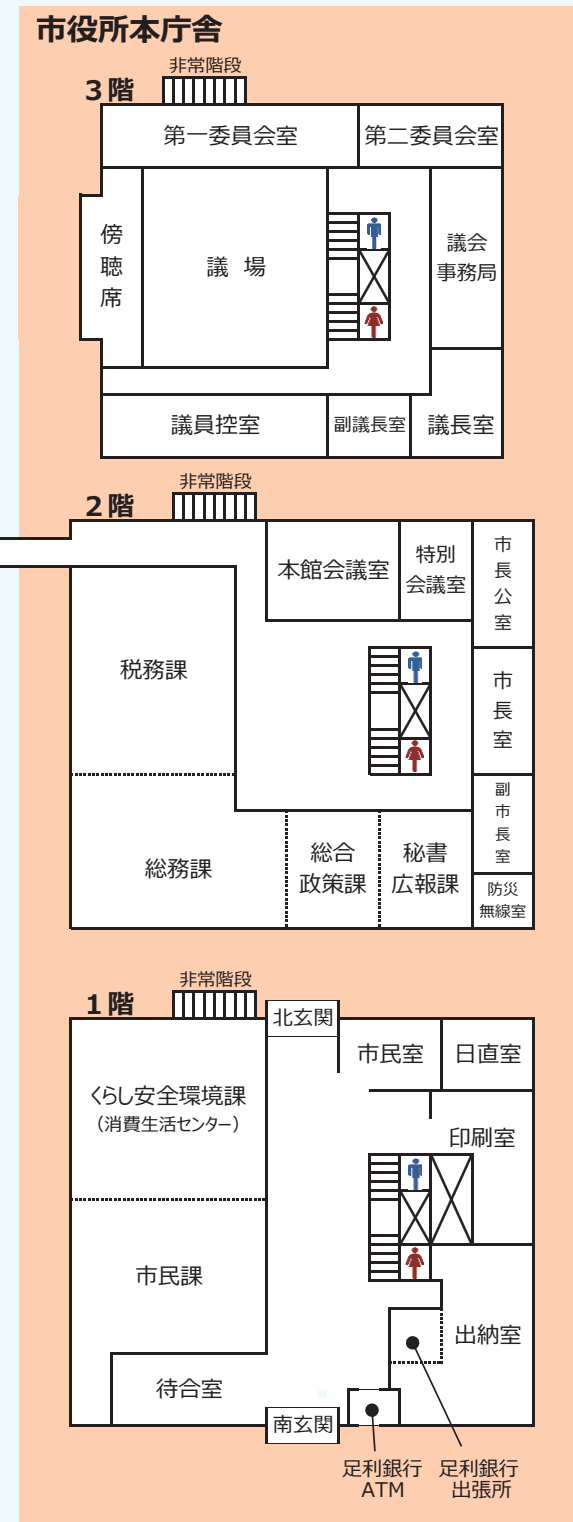 市役所本庁舎
3階
非常階段
第一委員会室
第二委員会室
傍聴席
議場
議会
事務局
議員控室
副議長室
議長室
2階
非常階段
本館会議室
特別
会議室
市長公室
税務課
市長室
副市長室
総務課
総合
政策課
秘書
広報課
防災
無線室
1階
非常階段
北玄関
市民室
日直室
くらし安全環境課
（消費生活センター）
印刷室
市民課
出納室
待合室
南玄関
足利銀行
ATM
足利銀行
出張所